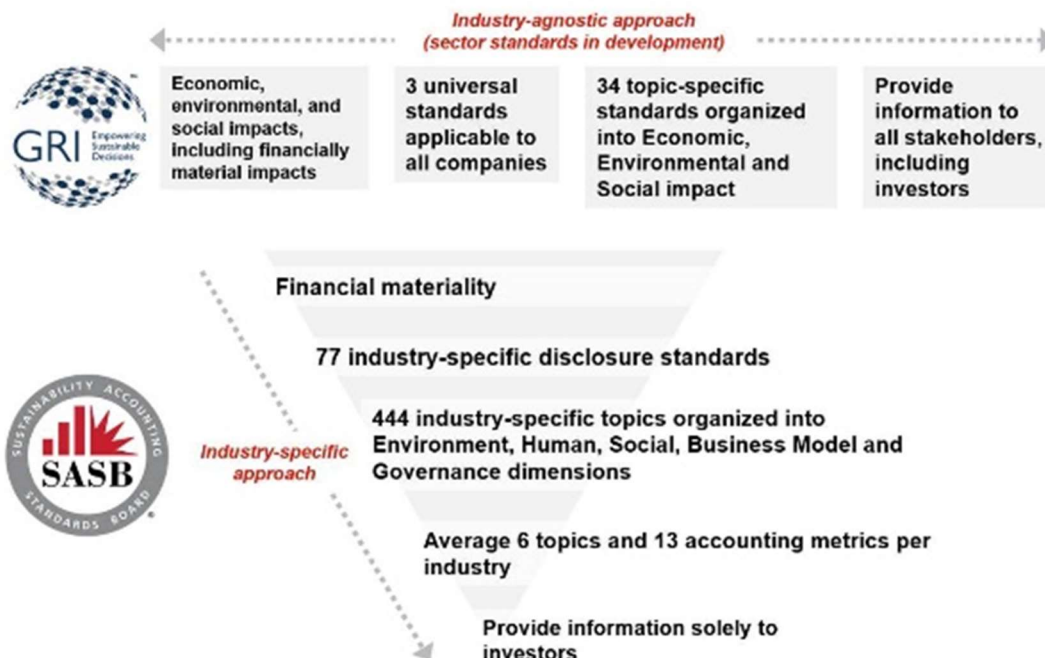 Industry-agnostic approach
(sector standards in development)
GRI
Empowering
Sustainable
Decisions
Economic,
environmental, and
social impacts,
including financially
material impacts
3 universal
standards
applicable to
all companies
34 topic-specific
standards organized
into Economic,
Environmental and
Social impact
Provide
information to
all stakeholders,
including
investors
Financial materiality
77 industry-specific disclosure standards
444 industry-specific topics organized into
Environment, Human, Social, Business Model and
Governance dimensions
SUSTAINABILITY ACCOUNTING
SASB
STANDARDS BOARD
Industry-specific
approach
Average 6 topics and 13 accounting metrics per
industry
Provide information solely to
investors